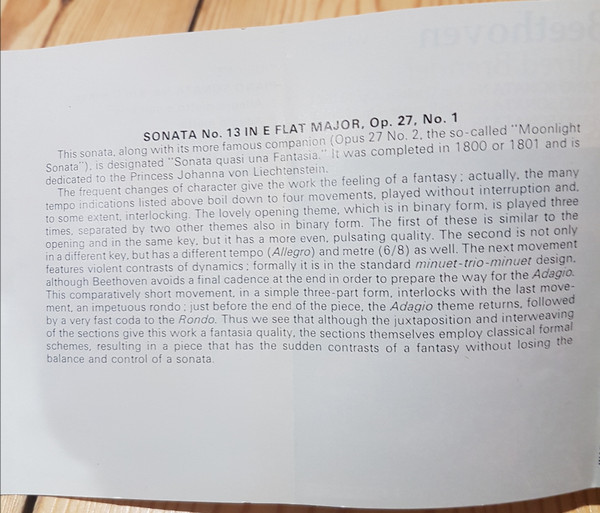 Beethoven
SONATA No. 13 IN E FLAT MAJOR, Op. 27, No. 1
This sonata, along with its more famous companion (Opus 27 No. 2, the so-called "Moonlight
Sonata"), is designated "Sonata quasi una Fantasia." It was completed in 1800 or 1801 and is
dedicated to the Princess Johanna von Liechtenstein.
The frequent changes of character give the work the feeling of a fantasy; actually, the many
tempo indications listed above boil down to four movements, played without interruption and,
to some extent, interlocking. The lovely opening theme, which is in binary form, is played three
times, separated by two other themes also in binary form. The first of these is similar to the
opening and in the same key, but it has a more even, pulsating quality. The second is not only
in a different key, but has a different tempo (Allegro) and metre (6/8) as well. The next movement
features violent contrasts of dynamics; formally it is in the standard minuet-trio-minuet design,
although Beethoven avoids a final cadence at the end in order to prepare the way for the Adagio.
This comparatively short movement, in a simple three-part form, interlocks with the last move-
ment, an impetuous rondo; just before the end of the piece, the Adagio theme returns, followed
by a very fast coda to the Rondo. Thus we see that although the juxtaposition and interweaving
of the sections give this work a fantasia quality, the sections themselves employ classical formal
schemes, resulting in a piece that has the sudden contrasts of a fantasy without losing the
balance and control of a sonata.